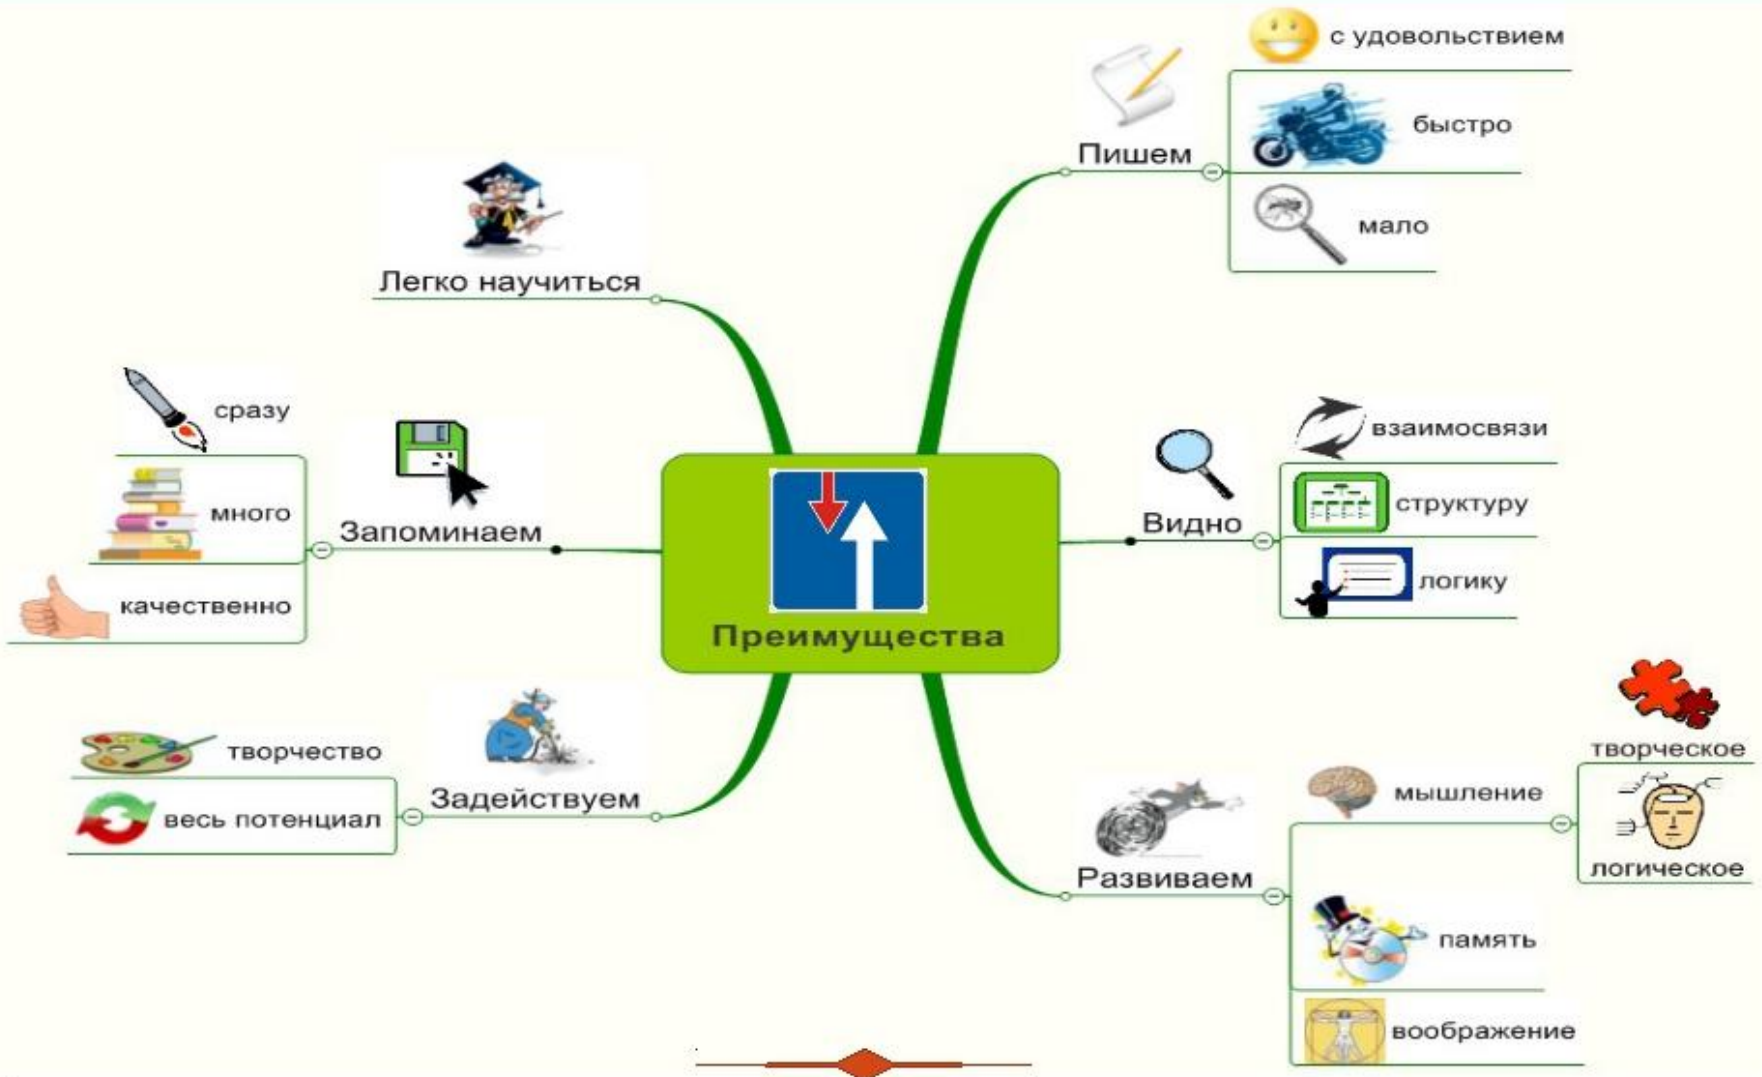 с удовольствием
быстро
Пишем
мало
Легко научиться
сразу
много
Запоминаем
качественно
взаимосвязи
структуру
Видно
логику
Преимущества
творчество
Задействуем
весь потенциал
творческое
мышление
логическое
Развиваем
память
воображение